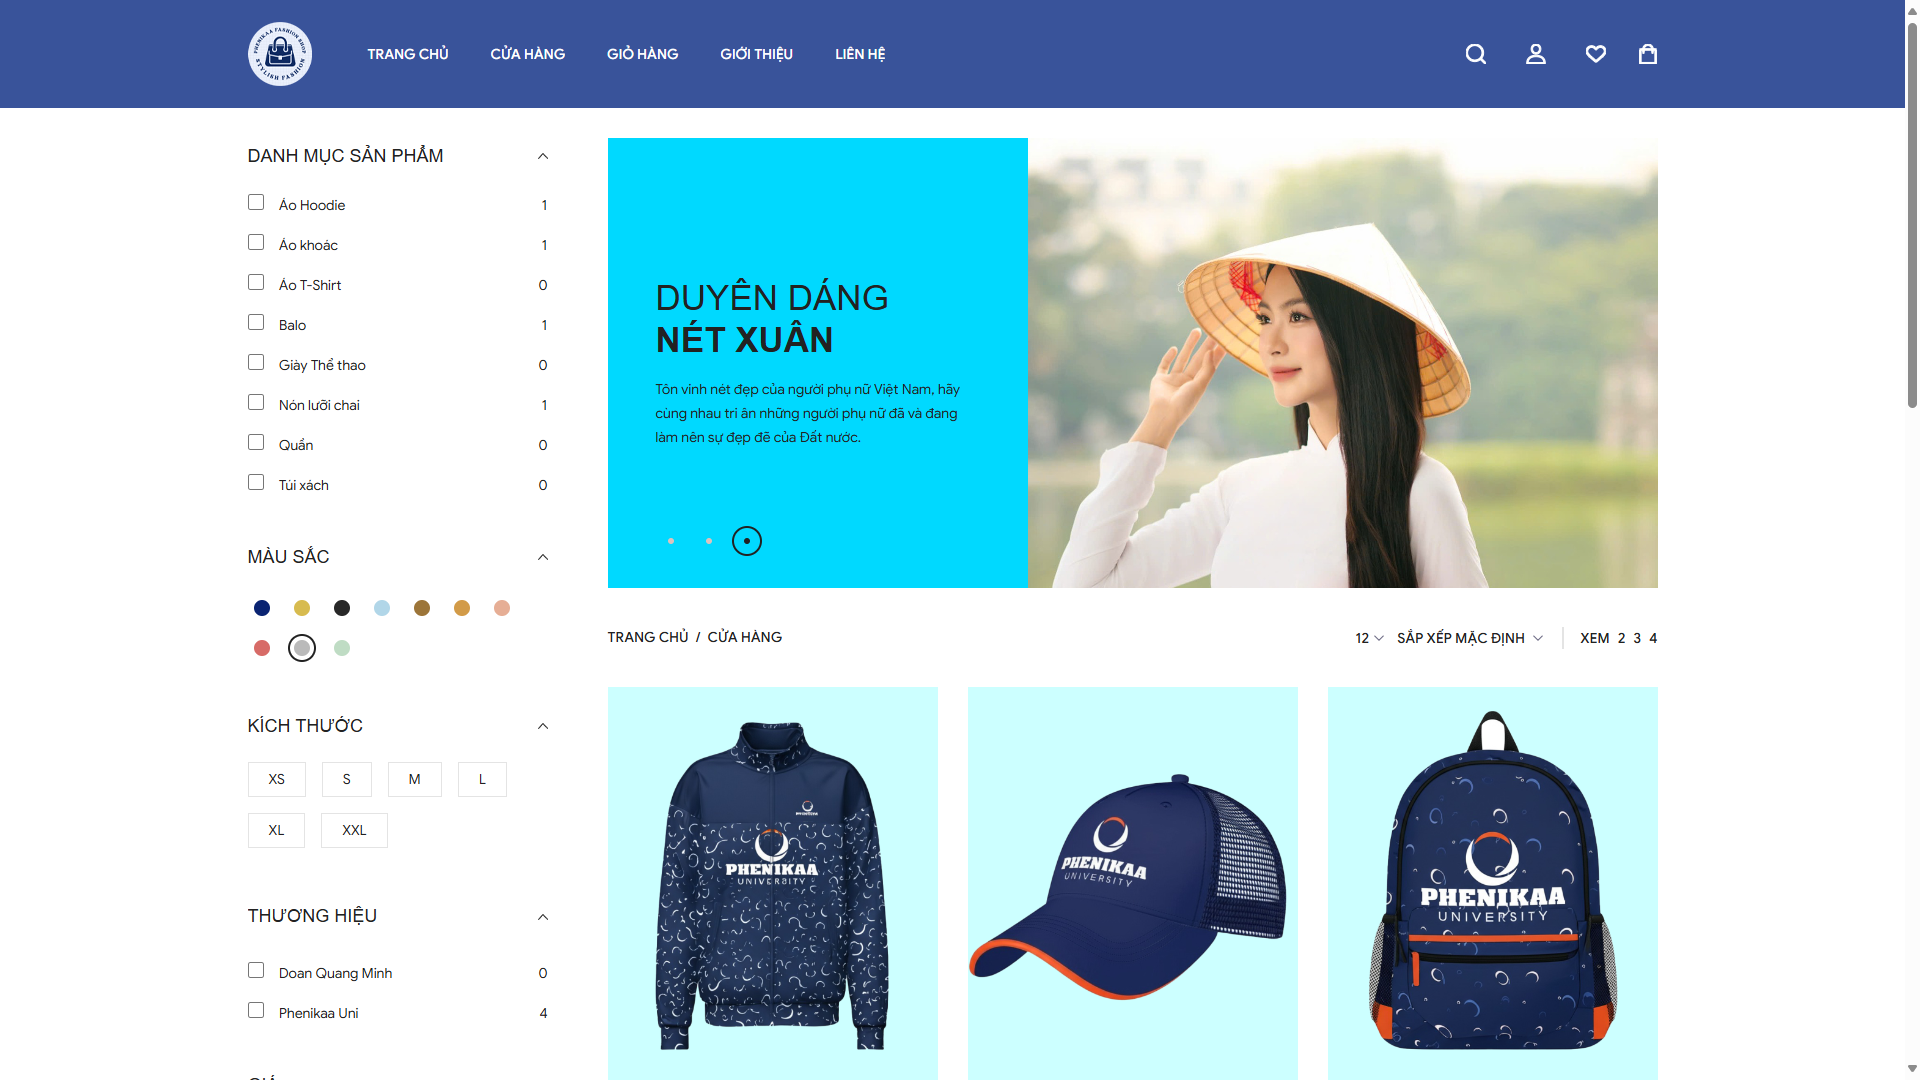 PHENIKAA FASHION SHOP
STYLISH FASHION
TRANG CHỦ
CỬA HÀNG
GIỎ HÀNG
GIỚI THIỆU
LIÊN HỆ
DANH MỤC SẢN PHẨM
Áo Hoodie 1
Áo khoác 1
Áo T-Shirt 0
Balo 1
Giày Thể thao 0
Nón lưỡi chai 1
Quần 0
Túi xách 0
MÀU SẮC
KÍCH THƯỚC
XS S M L
XL XXL
THƯƠNG HIỆU
Doan Quang Minh 0
Phenikaa Uni 4
DUYÊN DÁNG
NÉT XUÂN
Tôn vinh nét đẹp của người phụ nữ Việt Nam, hãy
cùng nhau tri ân những người phụ nữ đã và đang
làm nên sự đẹp đẽ của Đất nước.
TRANG CHỦ / CỬA HÀNG
12 SẮP XẾP MẶC ĐỊNH XEM 2 3 4
PHENIKAA
UNIVERSITY
PHENIKAA
UNIVERSITY
PHENIKAA
UNIVERSITY